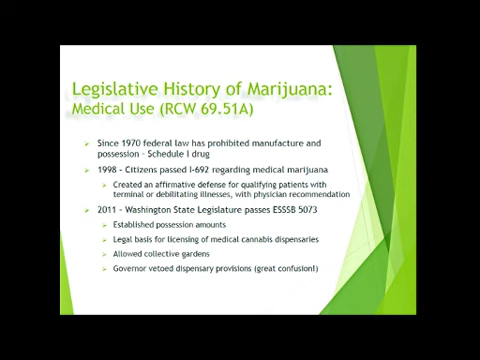 Legislative History of Marijuana:
Medical Use (RCW 69.51A)
Since 1970 federal law has prohibited manufacture and
possession - Schedule I drug
1998 - Citizens passed I-692 regarding medical marijuana
Created an affirmative defense for qualifying patients with
terminal or debilitating illnesses, with physician recommendation
2011 - Washington State Legislature passes ESSSB 5073
Established possession amounts
Legal basis for licensing of medical cannabis dispensaries
Allowed collective gardens
Governor vetoed dispensary provisions (great confusion!)